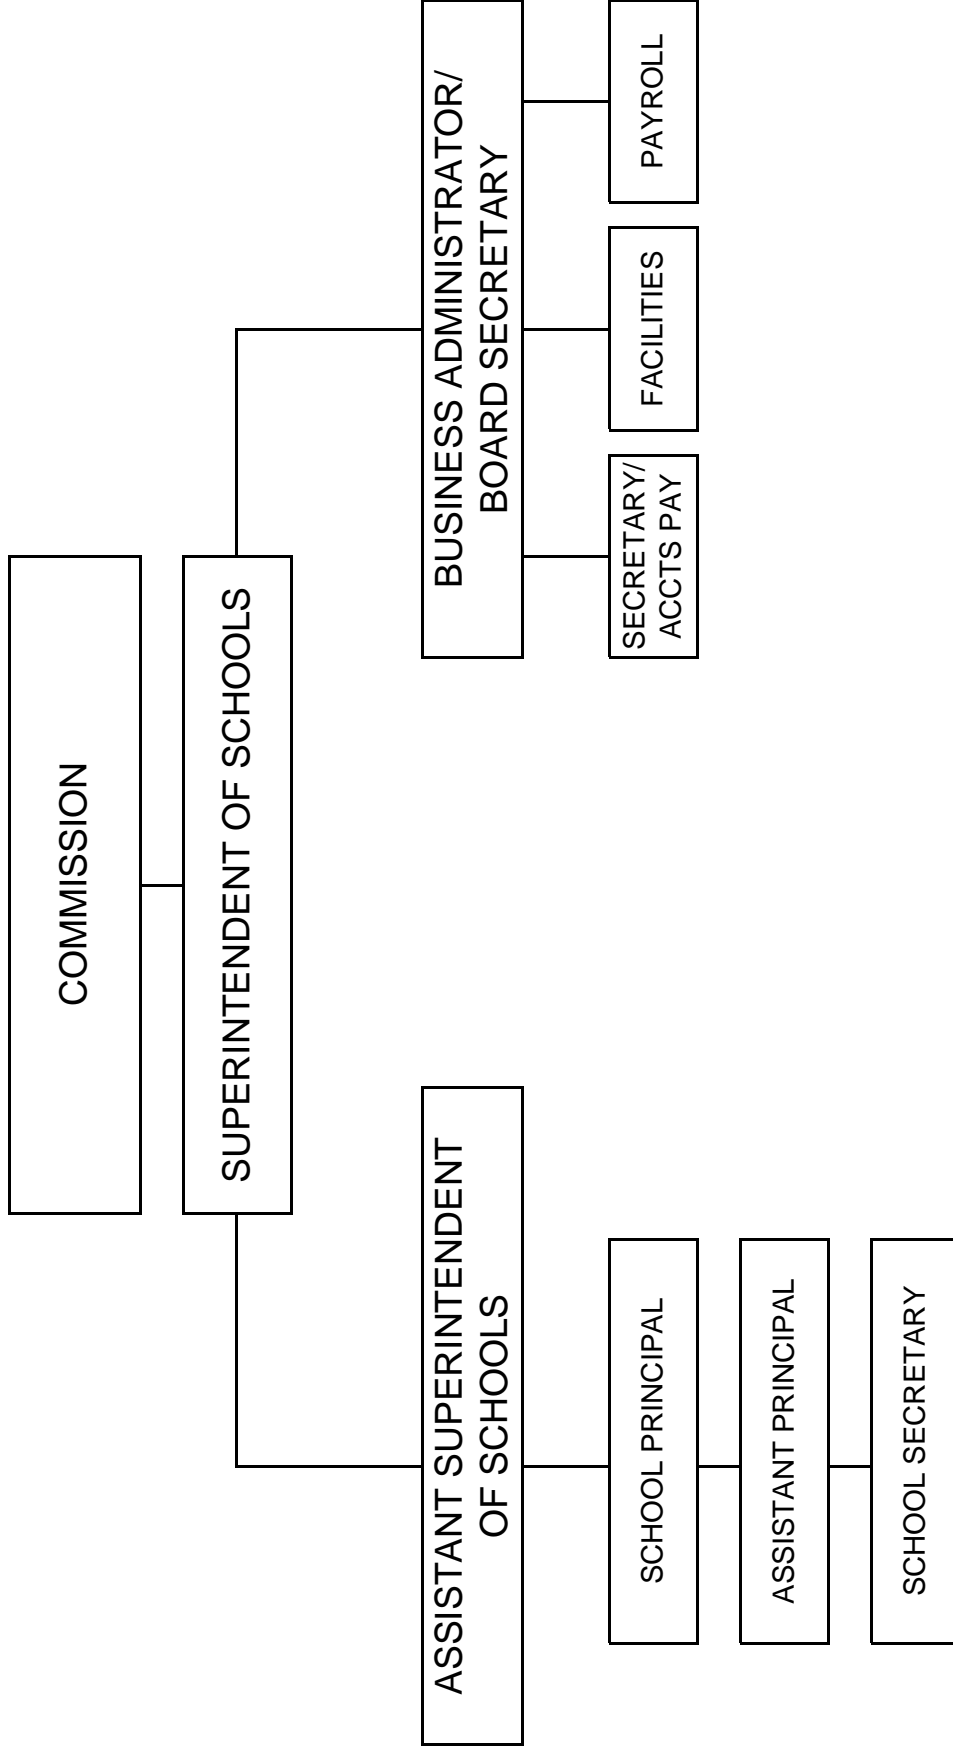 COMMISSION
SUPERINTENDENT OF SCHOOLS
ASSISTANT SUPERINTENDENT
OF SCHOOLS
BUSINESS ADMINISTRATOR/
BOARD SECRETARY
SCHOOL PRINCIPAL
ASSISTANT PRINCIPAL
SCHOOL SECRETARY
SECRETARY/
ACCTS PAY
FACILITIES
PAYROLL